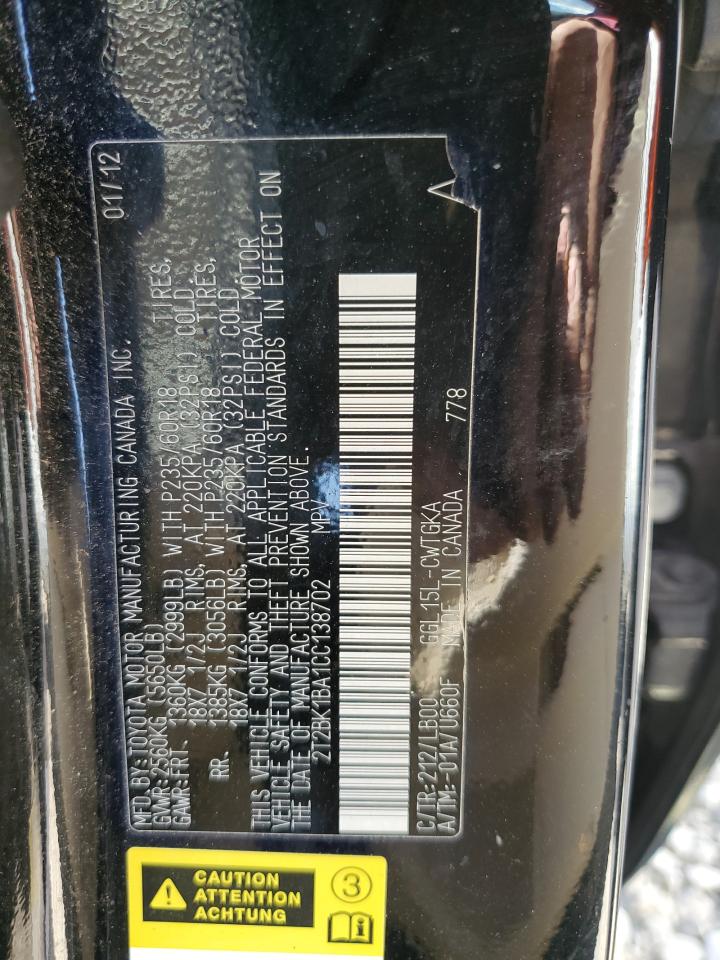 MFD.BY:TOYOTA MOTOR MANUFACTURING CANADA INC. 01/12
GVWR:2560KG (5650LB)
GAWR:FRT. 1360KG (2999LB) WITH P235/60R18 TIRES,
18X7 1/2J RIMS, AT 220KPA (32PSI) COLD
RR. 1385KG (3056LB) WITH P235/60R18 TIRES,
18X7 1/2J RIMS, AT 220KPA (32PSI) COLD
THIS VEHICLE CONFORMS TO ALL APPLICABLE FEDERAL MOTOR
VEHICLE SAFETY AND THEFT PREVENTION STANDARDS IN EFFECT ON
THE DATE OF MANUFACTURE SHOWN ABOVE.
2T2BK1BA1CC138702 MPV
C/TR:212/LB00 GGL15L-CWTGKA
A/TM:-01A/U660F MADE IN CANADA 778
CAUTION
ATTENTION
ACHTUNG
3